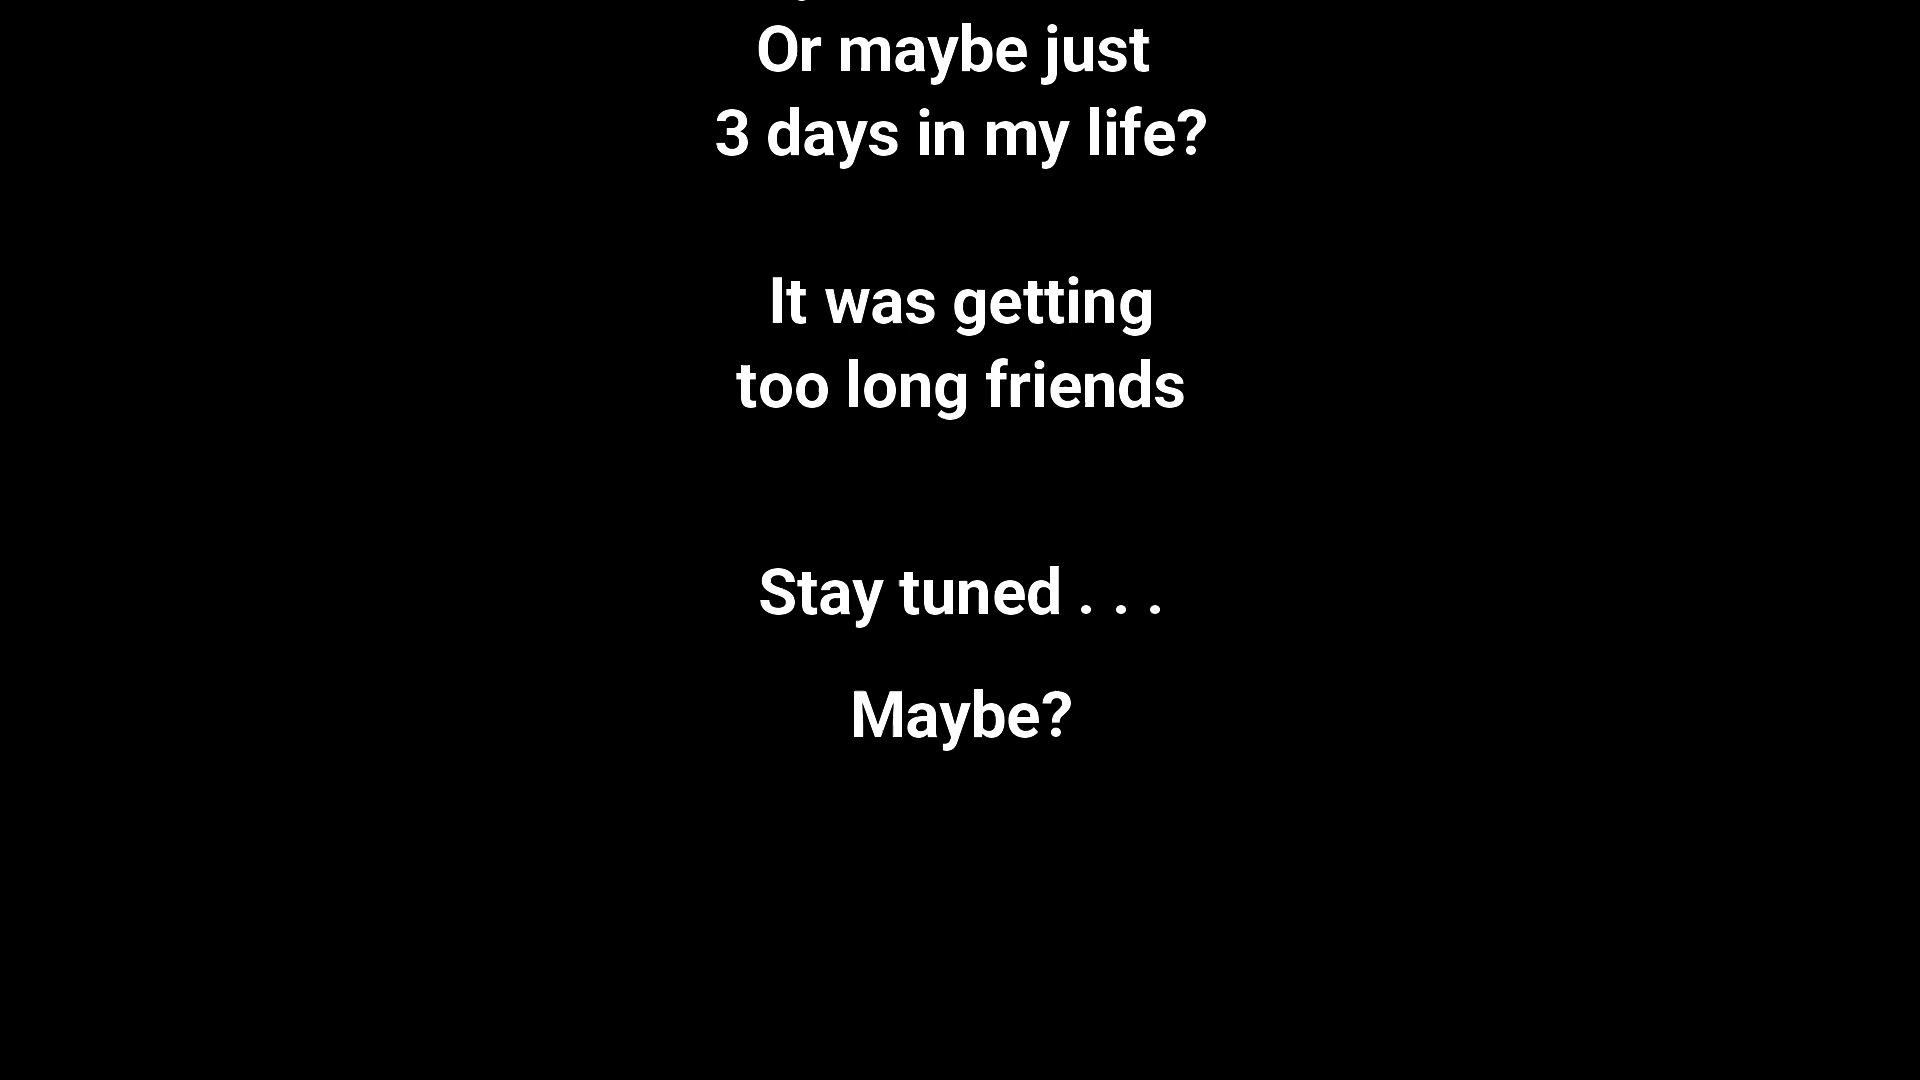 Or maybe just
3 days in my life?
It was getting
too long friends
Stay tuned . . .
Maybe?